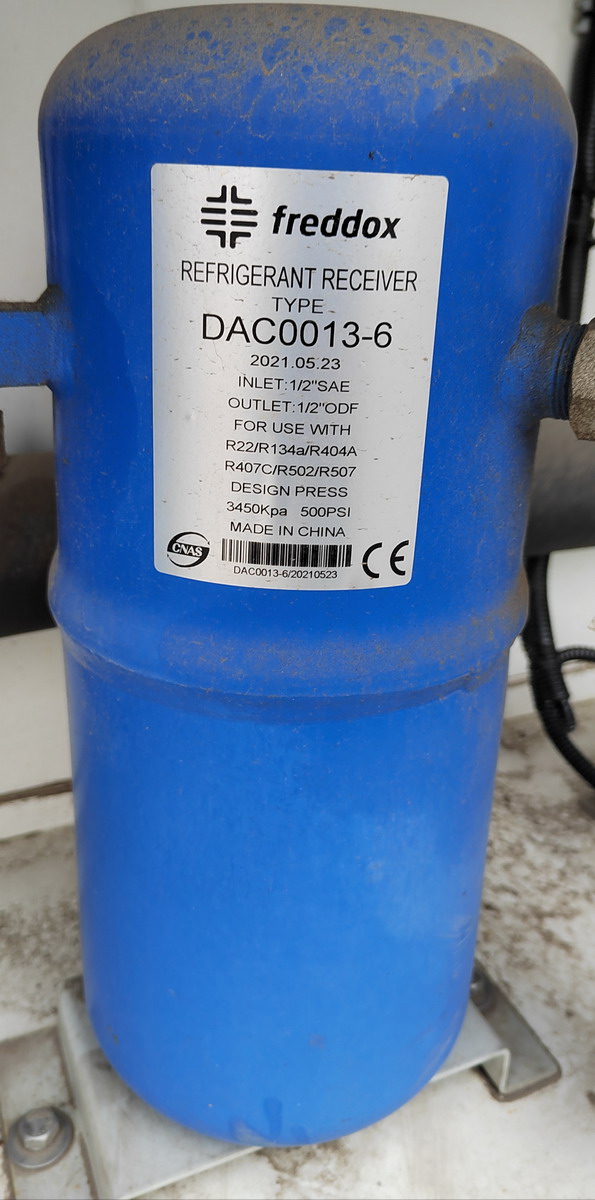 freddox
REFRIGERANT RECEIVER
TYPE
DAC0013-6
2021.05.23
INLET:1/2"SAE
OUTLET:1/2"ODF
FOR USE WITH
R22/R134a/R404A
R407C/R502/R507
DESIGN PRESS
3450Kpa 500PSI
MADE IN CHINA
CNAS
DAC0013-6/20210523
CE